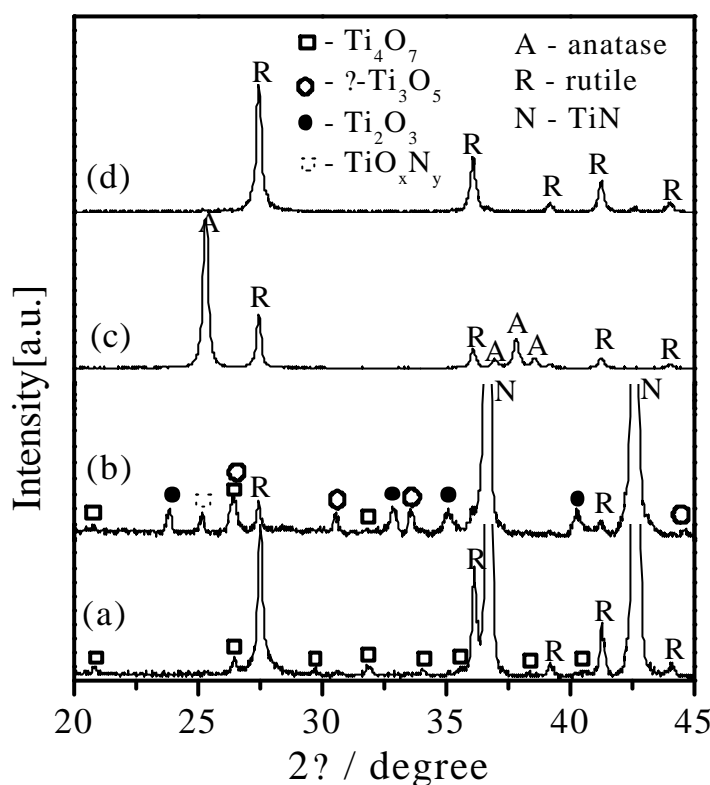 - Ti4O7
- ?-Ti3O5
- Ti2O3
- TiOxNy
A - anatase
R - rutile
N - TiN
R
R
R
R
R
(d)
A
R
R
A
A
A
R
R
(c)
N
N
R
R
(b)
R
R
R
R
(a)
Intensity [a.u.]
20 25 30 35 40 45
2? / degree